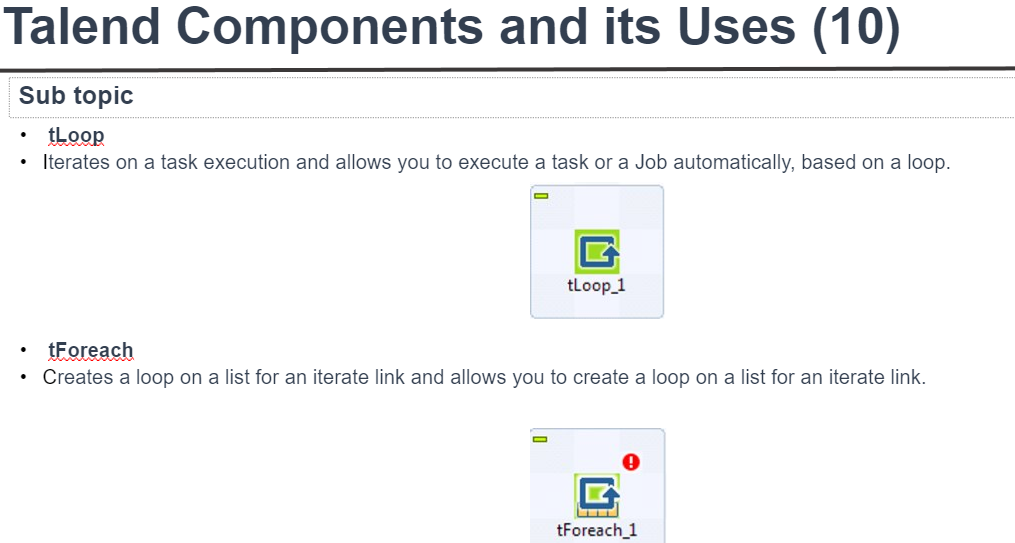 Talend Components and its Uses (10)
Sub topic
• tLoop
• Iterates on a task execution and allows you to execute a task or a Job automatically, based on a loop.
tLoop_1
• tForeach
• Creates a loop on a list for an iterate link and allows you to create a loop on a list for an iterate link.
tForeach_1